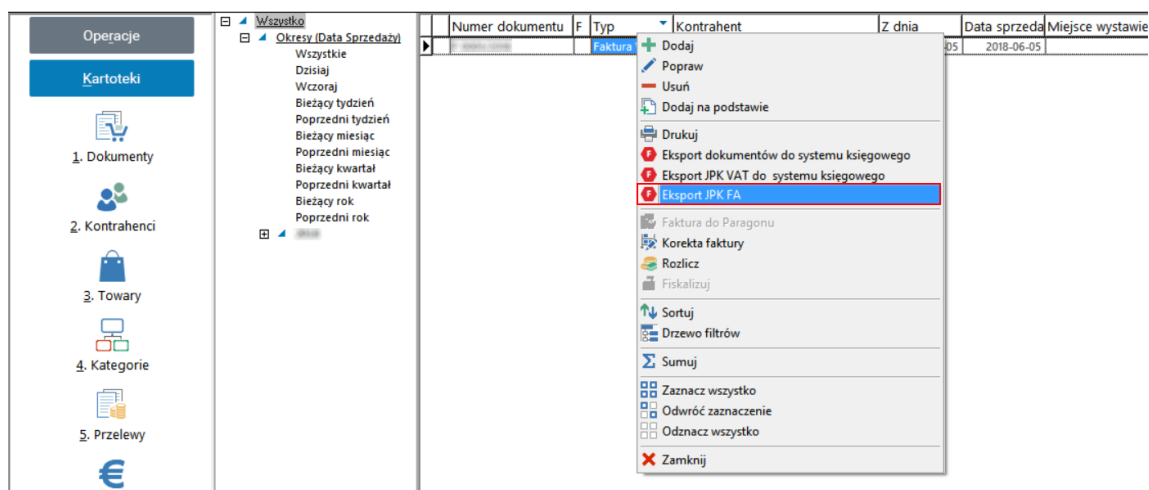 Operacje
Kartoteki
1. Dokumenty
2. Kontrahenci
3. Towary
4. Kategorie
5. Przelewy
€
Wszystko
Okresy (Data Sprzedaży)
Wszystkie
Dzisiaj
Wczoraj
Bieżący tydzień
Poprzedni tydzień
Bieżący miesiąc
Poprzedni miesiąc
Bieżący kwartał
Poprzedni kwartał
Bieżący rok
Poprzedni rok
Numer dokumentu F Typ Kontrahent Z dnia Data sprzeda Miejsce wystawie
Faktura 05 2018-06-05
Dodaj
Popraw
Usuń
Dodaj na podstawie
Drukuj
Eksport dokumentów do systemu księgowego
Eksport JPK VAT do systemu księgowego
Eksport JPK FA
Faktura do Paragonu
Korekta faktury
Rozlicz
Fiskalizuj
Sortuj
Drzewo filtrów
Sumuj
Zaznacz wszystko
Odwróć zaznaczenie
Odznacz wszystko
Zamknij